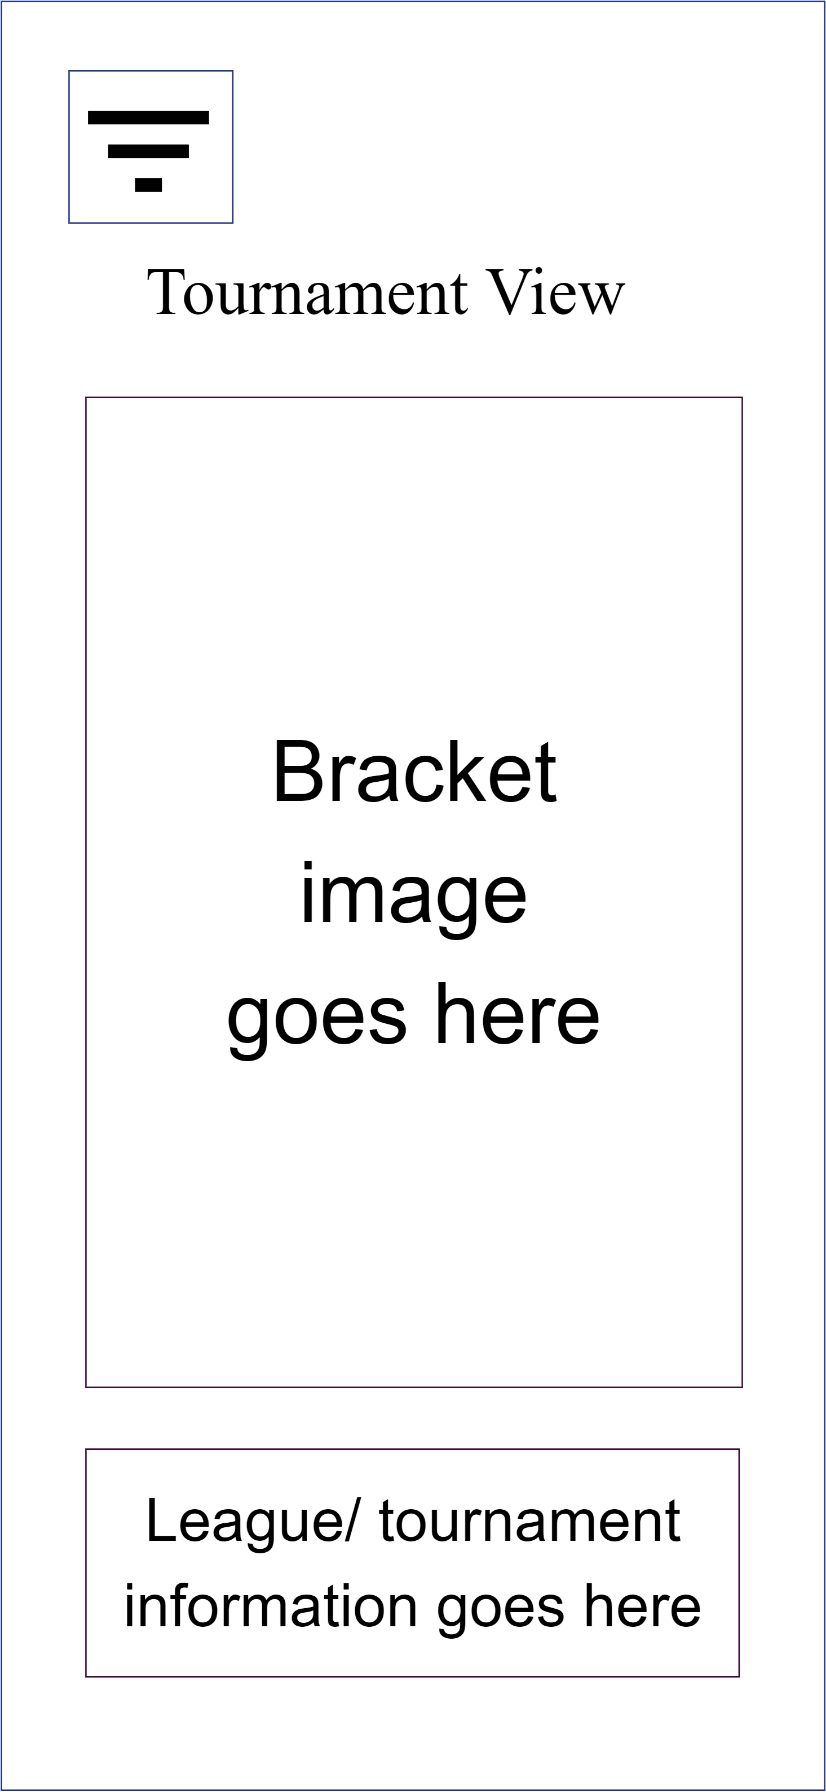 Tournament View
Bracket
image
goes here
League/ tournament
information goes here